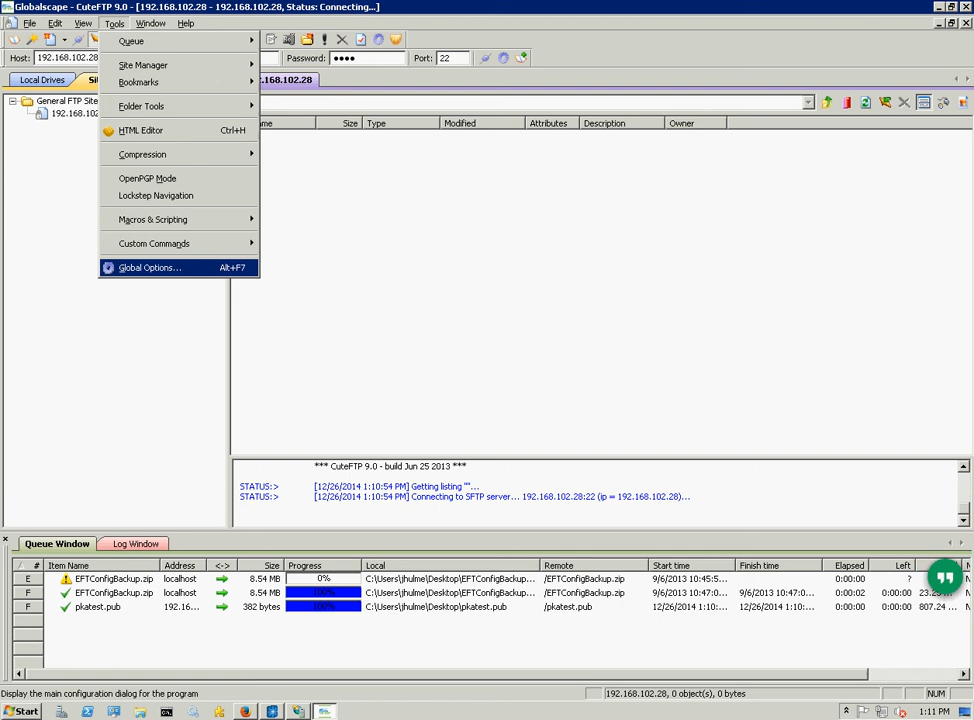 Globalscape - CuteFTP 9.0 - [192.168.102.28 - 192.168.102.28, Status: Connecting...]
File Edit View Tools Window Help
Host: 192.168.102.28 Password: •••• Port: 22
Local Drives 168.102.28
Queue
Site Manager
Bookmarks
Folder Tools
HTML Editor Ctrl+H
Compression
OpenPGP Mode
Lockstep Navigation
Macros & Scripting
Custom Commands
Global Options... Alt+F7
General FTP Site
192.168.102
Size Type Modified Attributes Description Owner
*** CuteFTP 9.0 - build Jun 25 2013 ***
STATUS:> [12/26/2014 1:10:54 PM] Getting listing ""...
STATUS:> [12/26/2014 1:10:54 PM] Connecting to SFTP server... 192.168.102.28:22 (ip = 192.168.102.28)...
Queue Window Log Window
# Item Name Address <-> Size Progress Local Remote Start time Finish time Elapsed Left
E EFTConfigBackup.zip localhost 8.54 MB 0% C:\Users\jhulme\Desktop\EFTConfigBackup... /EFTConfigBackup.zip 9/6/2013 10:45:5... 0:00:00 ?
F EFTConfigBackup.zip localhost 8.54 MB 100% C:\Users\jhulme\Desktop\EFTConfigBackup... /EFTConfigBackup.zip 9/6/2013 10:47:0... 9/6/2013 10:47:0... 0:00:02 0:00:00
F pkatest.pub 192.16... 382 bytes 100% C:\Users\jhulme\Desktop\pkatest.pub /pkatest.pub 12/26/2014 1:10:... 12/26/2014 1:10:... 0:00:00 0:00:00 807.24 ...
Display the main configuration dialog for the program 192.168.102.28, 0 object(s), 0 bytes NUM
Start 1:11 PM